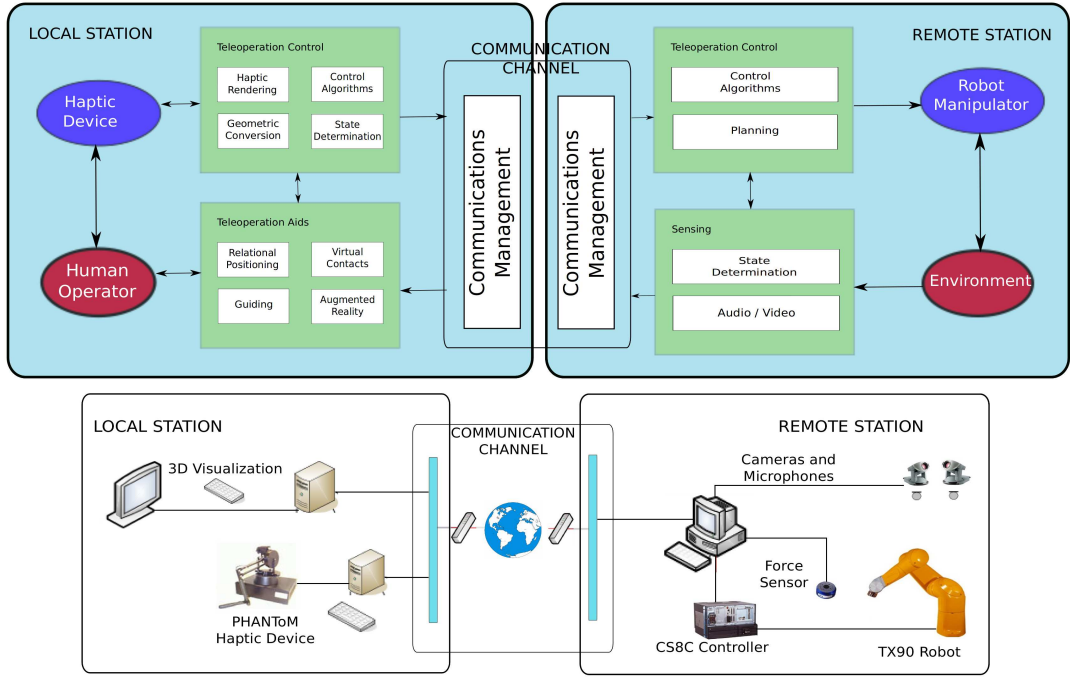 LOCAL STATION
COMMUNICATION
CHANNEL
REMOTE STATION
Teleoperation Control
Haptic
Rendering
Control
Algorithms
Geometric
Conversion
State
Determination
Haptic
Device
Human
Operator
Teleoperation Aids
Relational
Positioning
Virtual
Contacts
Guiding
Augmented
Reality
Communications
Management
Communications
Management
Teleoperation Control
Control
Algorithms
Planning
Robot
Manipulator
Sensing
State
Determination
Audio / Video
Environment
LOCAL STATION
COMMUNICATION
CHANNEL
REMOTE STATION
3D Visualization
PHANToM
Haptic Device
Cameras and
Microphones
Force
Sensor
CS8C Controller
TX90 Robot